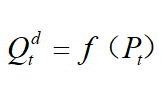 Q_t^d = f (P_t)